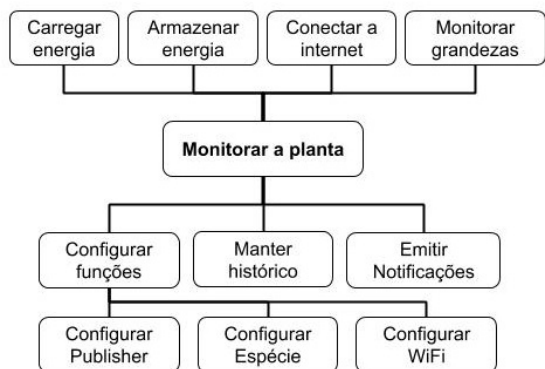 Carregar
energia
Armazenar
energia
Conectar a
internet
Monitorar
grandezas
Monitorar a planta
Configurar
funções
Manter
histórico
Emitir
Notificações
Configurar
Publisher
Configurar
Espécie
Configurar
WiFi